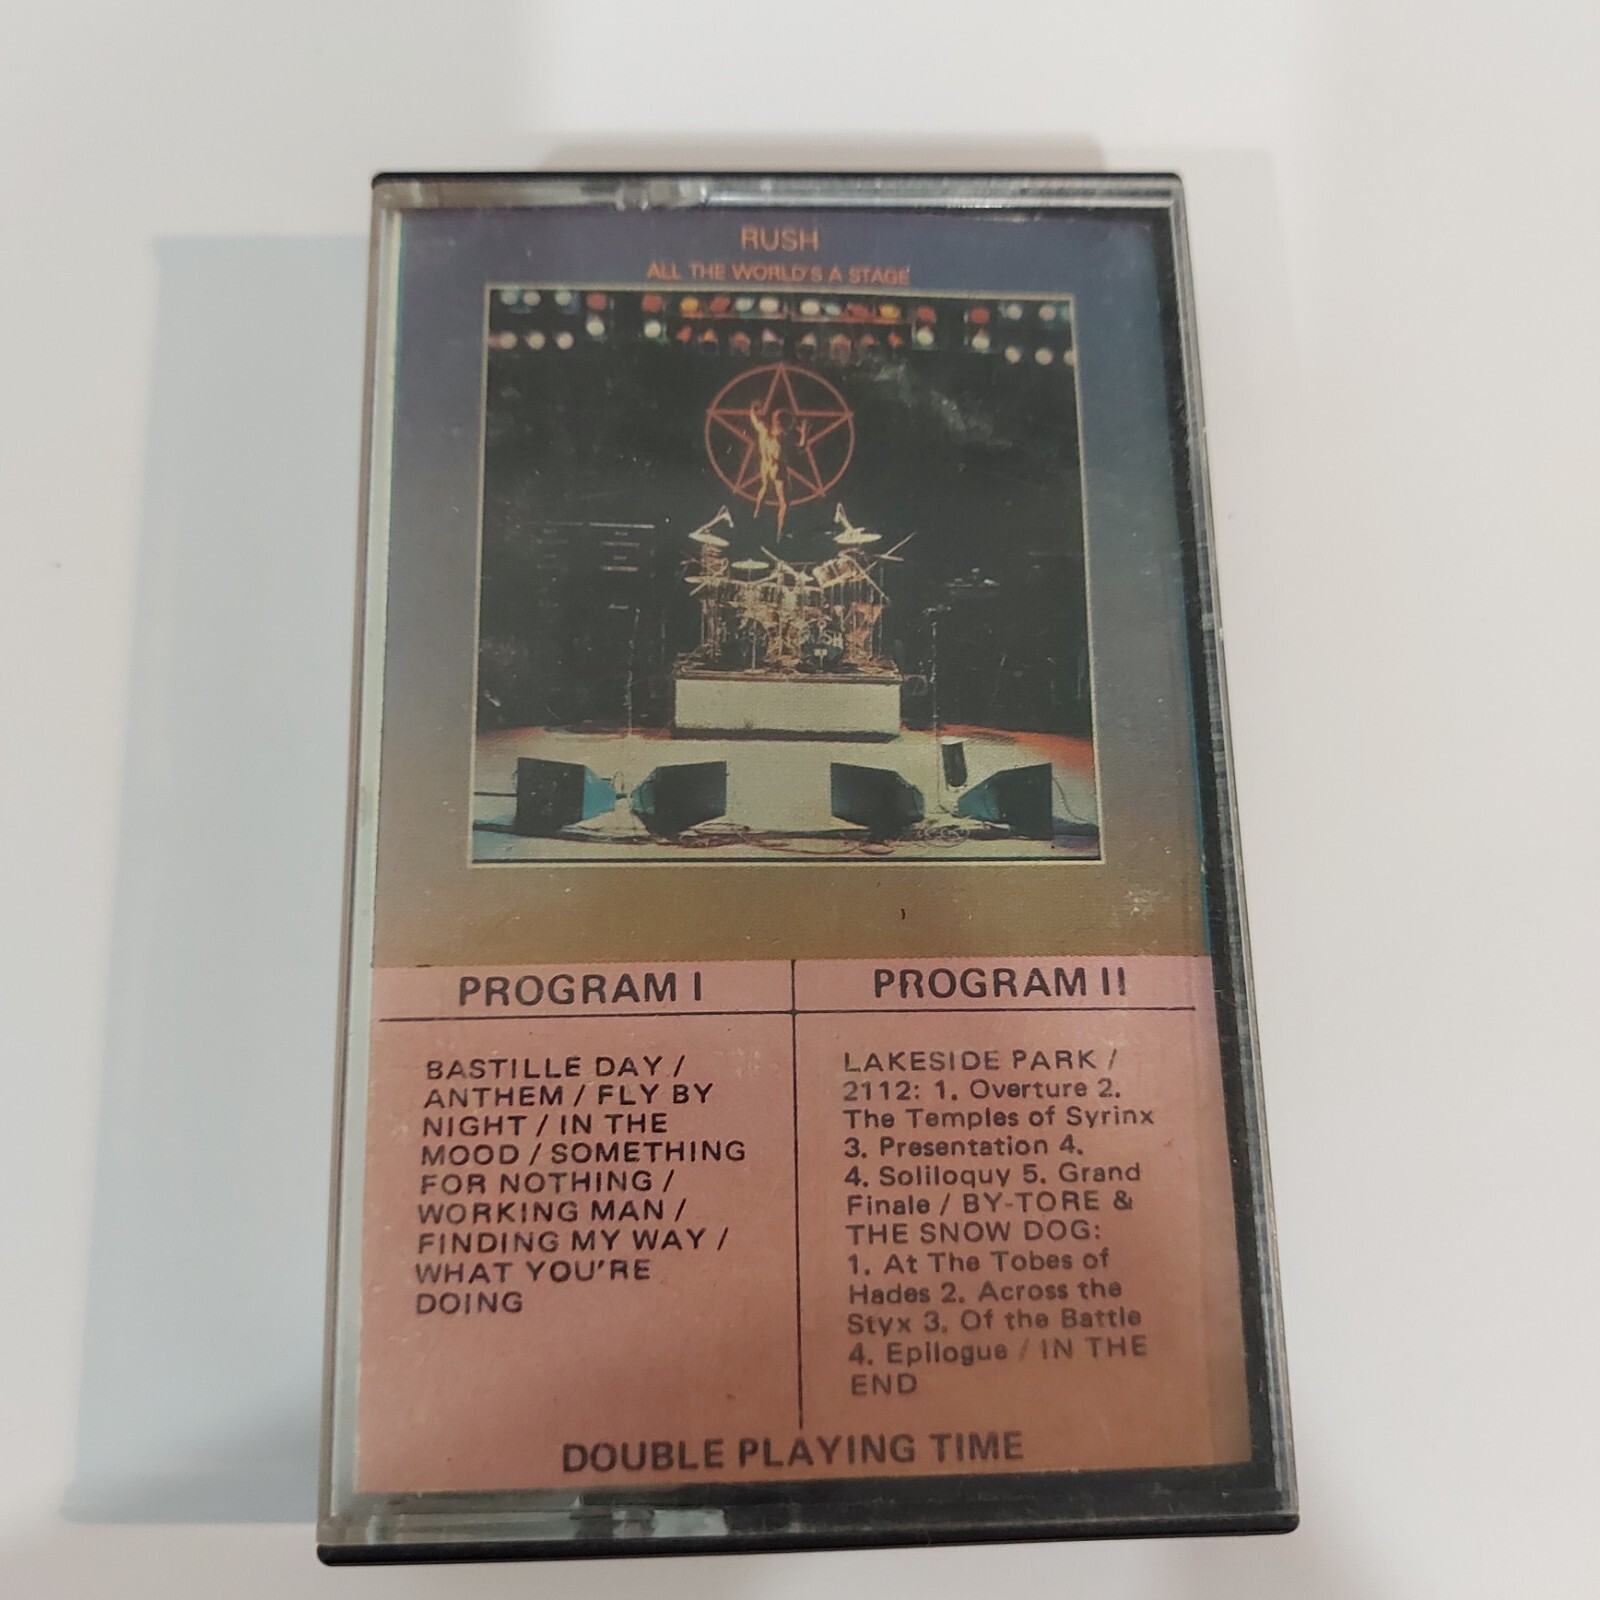 RUSH
ALL THE WORLD'S A STAGE
RUSH
PROGRAM I
BASTILLE DAY /
ANTHEM / FLY BY
NIGHT / IN THE
MOOD / SOMETHING
FOR NOTHING /
WORKING MAN /
FINDING MY WAY /
WHAT YOU'RE
DOING
PROGRAM II
LAKESIDE PARK /
2112: 1. Overture 2.
The Temples of Syrinx
3. Presentation 4.
4. Soliloquy 5. Grand
Finale / BY-TORE &
THE SNOW DOG:
1. At The Tobes of
Hades 2. Across the
Styx 3. Of the Battle
4. Epilogue / IN THE
END
DOUBLE PLAYING TIME